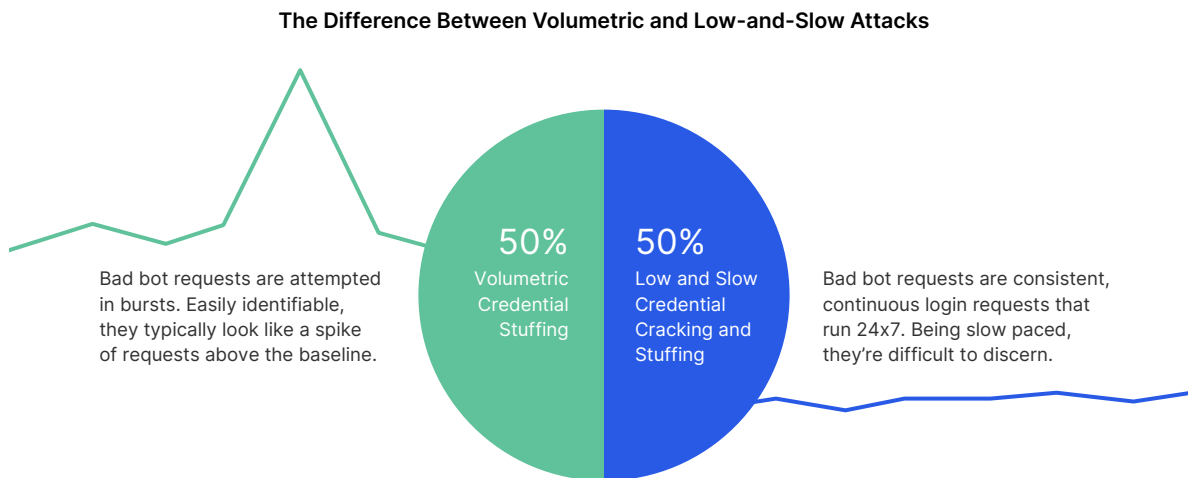 The Difference Between Volumetric and Low-and-Slow Attacks
Bad bot requests are attempted
in bursts. Easily identifiable,
they typically look like a spike
of requests above the baseline.
50%
Volumetric
Credential
Stuffing
50%
Low and Slow
Credential
Cracking and
Stuffing
Bad bot requests are consistent,
continuous login requests that
run 24x7. Being slow paced,
they’re difficult to discern.